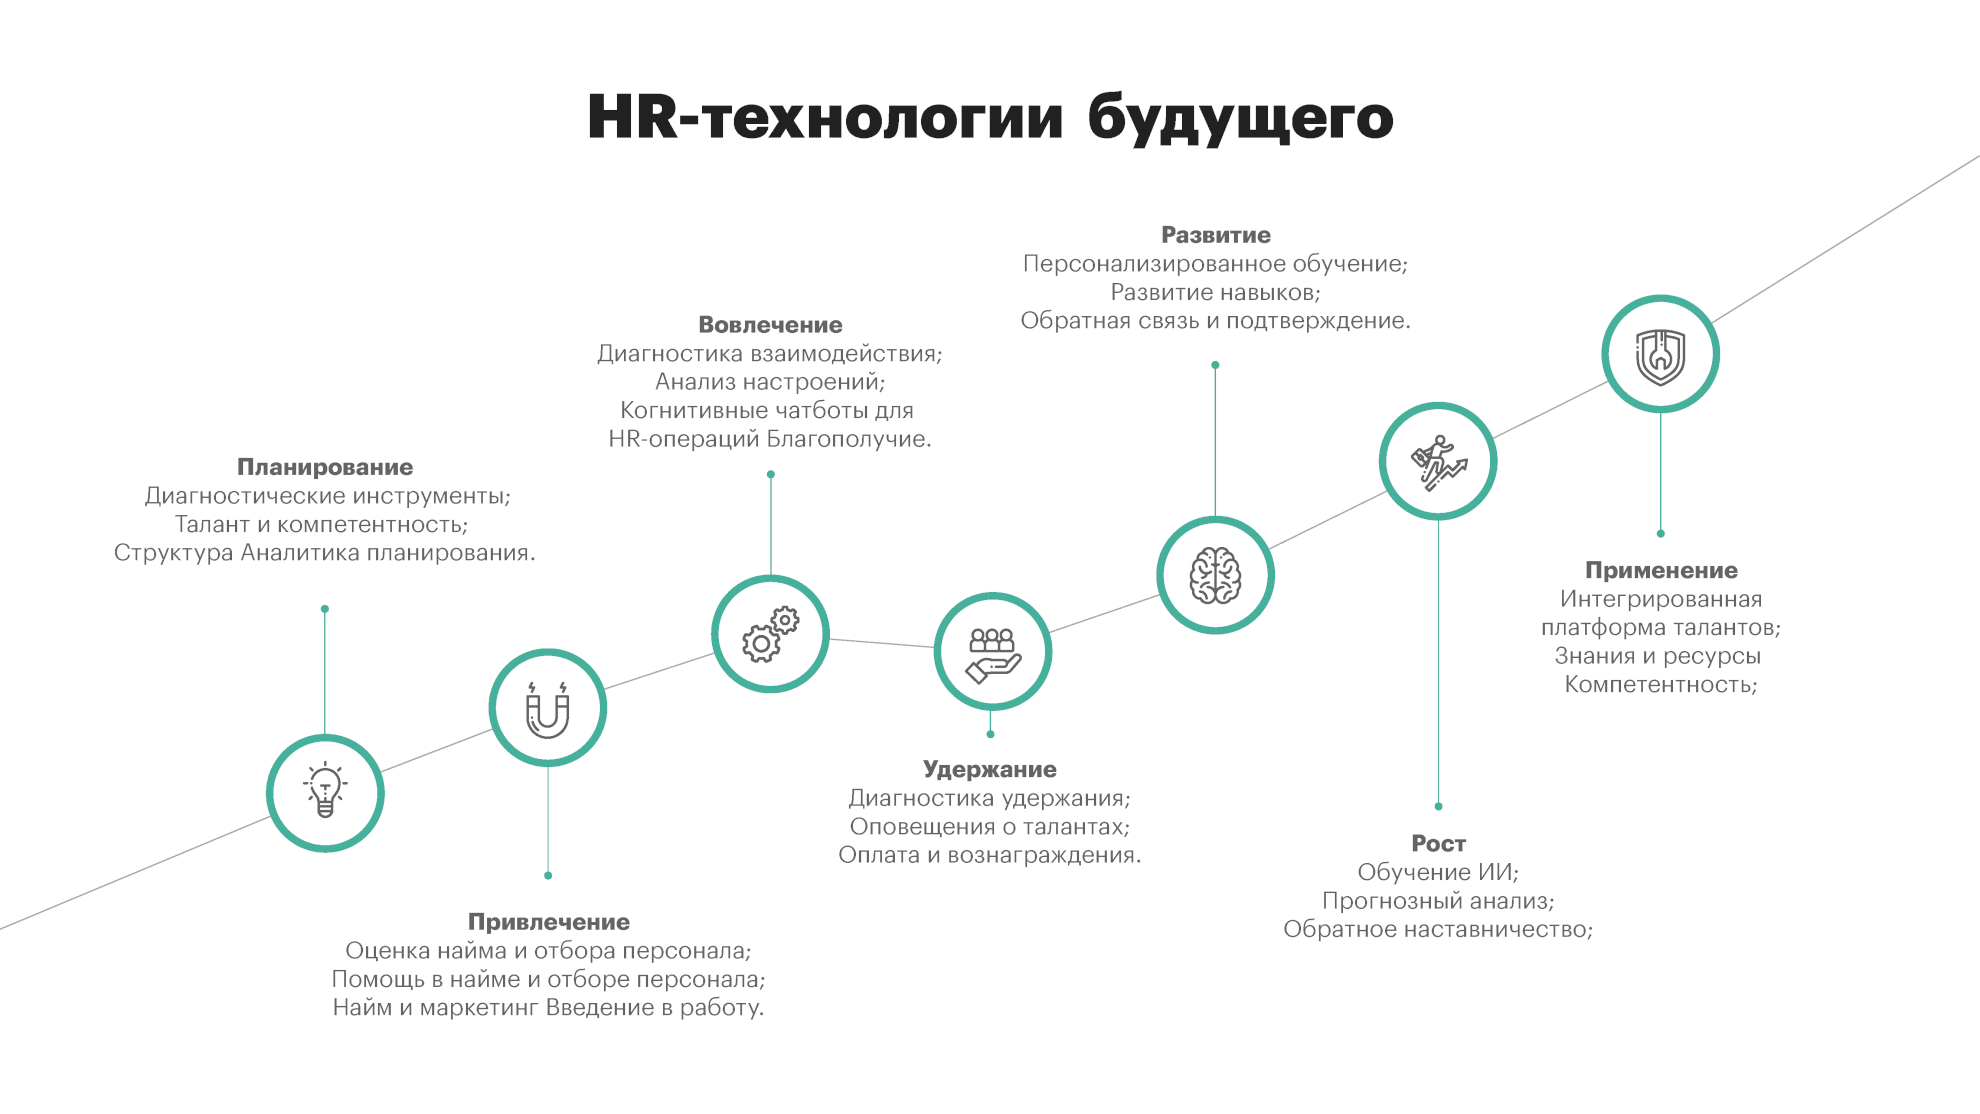 HR-технологии будущего
Планирование
Диагностические инструменты;
Талант и компетентность;
Структура Аналитика планирования.
Привлечение
Оценка найма и отбора персонала;
Помощь в найме и отборе персонала;
Найм и маркетинг Введение в работу.
Вовлечение
Диагностика взаимодействия;
Анализ настроений;
Когнитивные чатботы для
HR-операций Благополучие.
Удержание
Диагностика удержания;
Оповещения о талантах;
Оплата и вознаграждения.
Развитие
Персонализированное обучение;
Развитие навыков;
Обратная связь и подтверждение.
Рост
Обучение ИИ;
Прогнозный анализ;
Обратное наставничество;
Применение
Интегрированная
платформа талантов;
Знания и ресурсы
Компетентность;